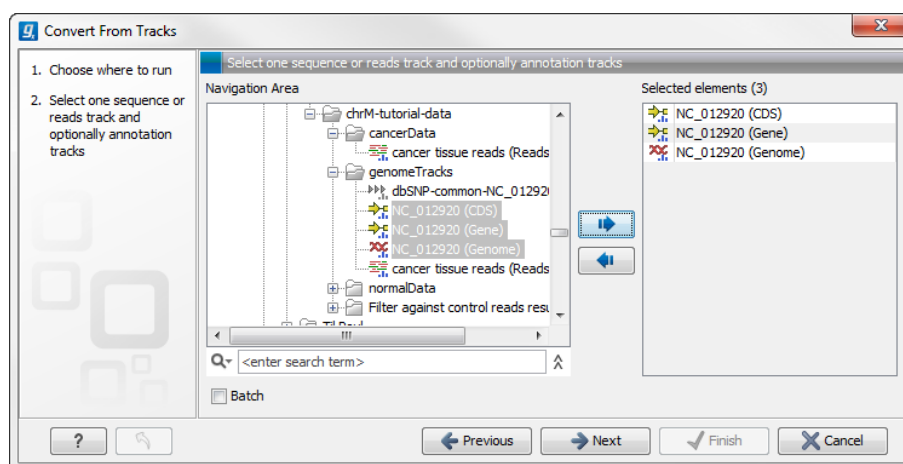 Convert From Tracks
1. Choose where to run
2. Select one sequence or
reads track and
optionally annotation
tracks
Select one sequence or reads track and optionally annotation tracks
Navigation Area
chrM-tutorial-data
cancerData
cancer tissue reads (Reads
genomeTracks
dbSNP-common-NC_01292
NC_012920 (CDS)
NC_012920 (Gene)
NC_012920 (Genome)
cancer tissue reads (Reads
normalData
Filter against control reads resu
<enter search term>
Batch
Selected elements (3)
NC_012920 (CDS)
NC_012920 (Gene)
NC_012920 (Genome)
?
Previous
Next
Finish
Cancel